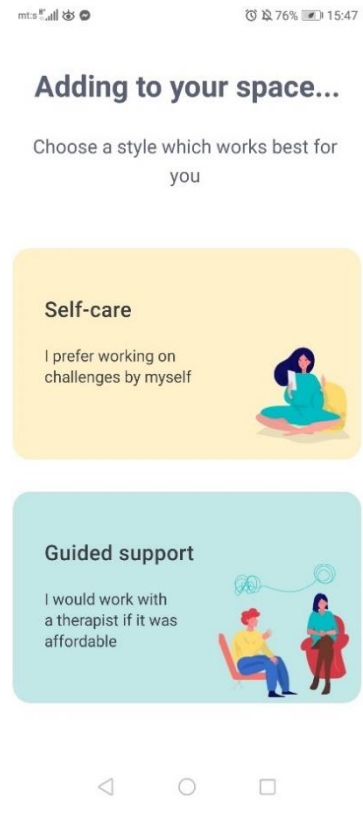 mt:s 76% 15:47
Adding to your space...
Choose a style which works best for
you
Self-care
I prefer working on
challenges by myself
Guided support
I would work with
a therapist if it was
affordable